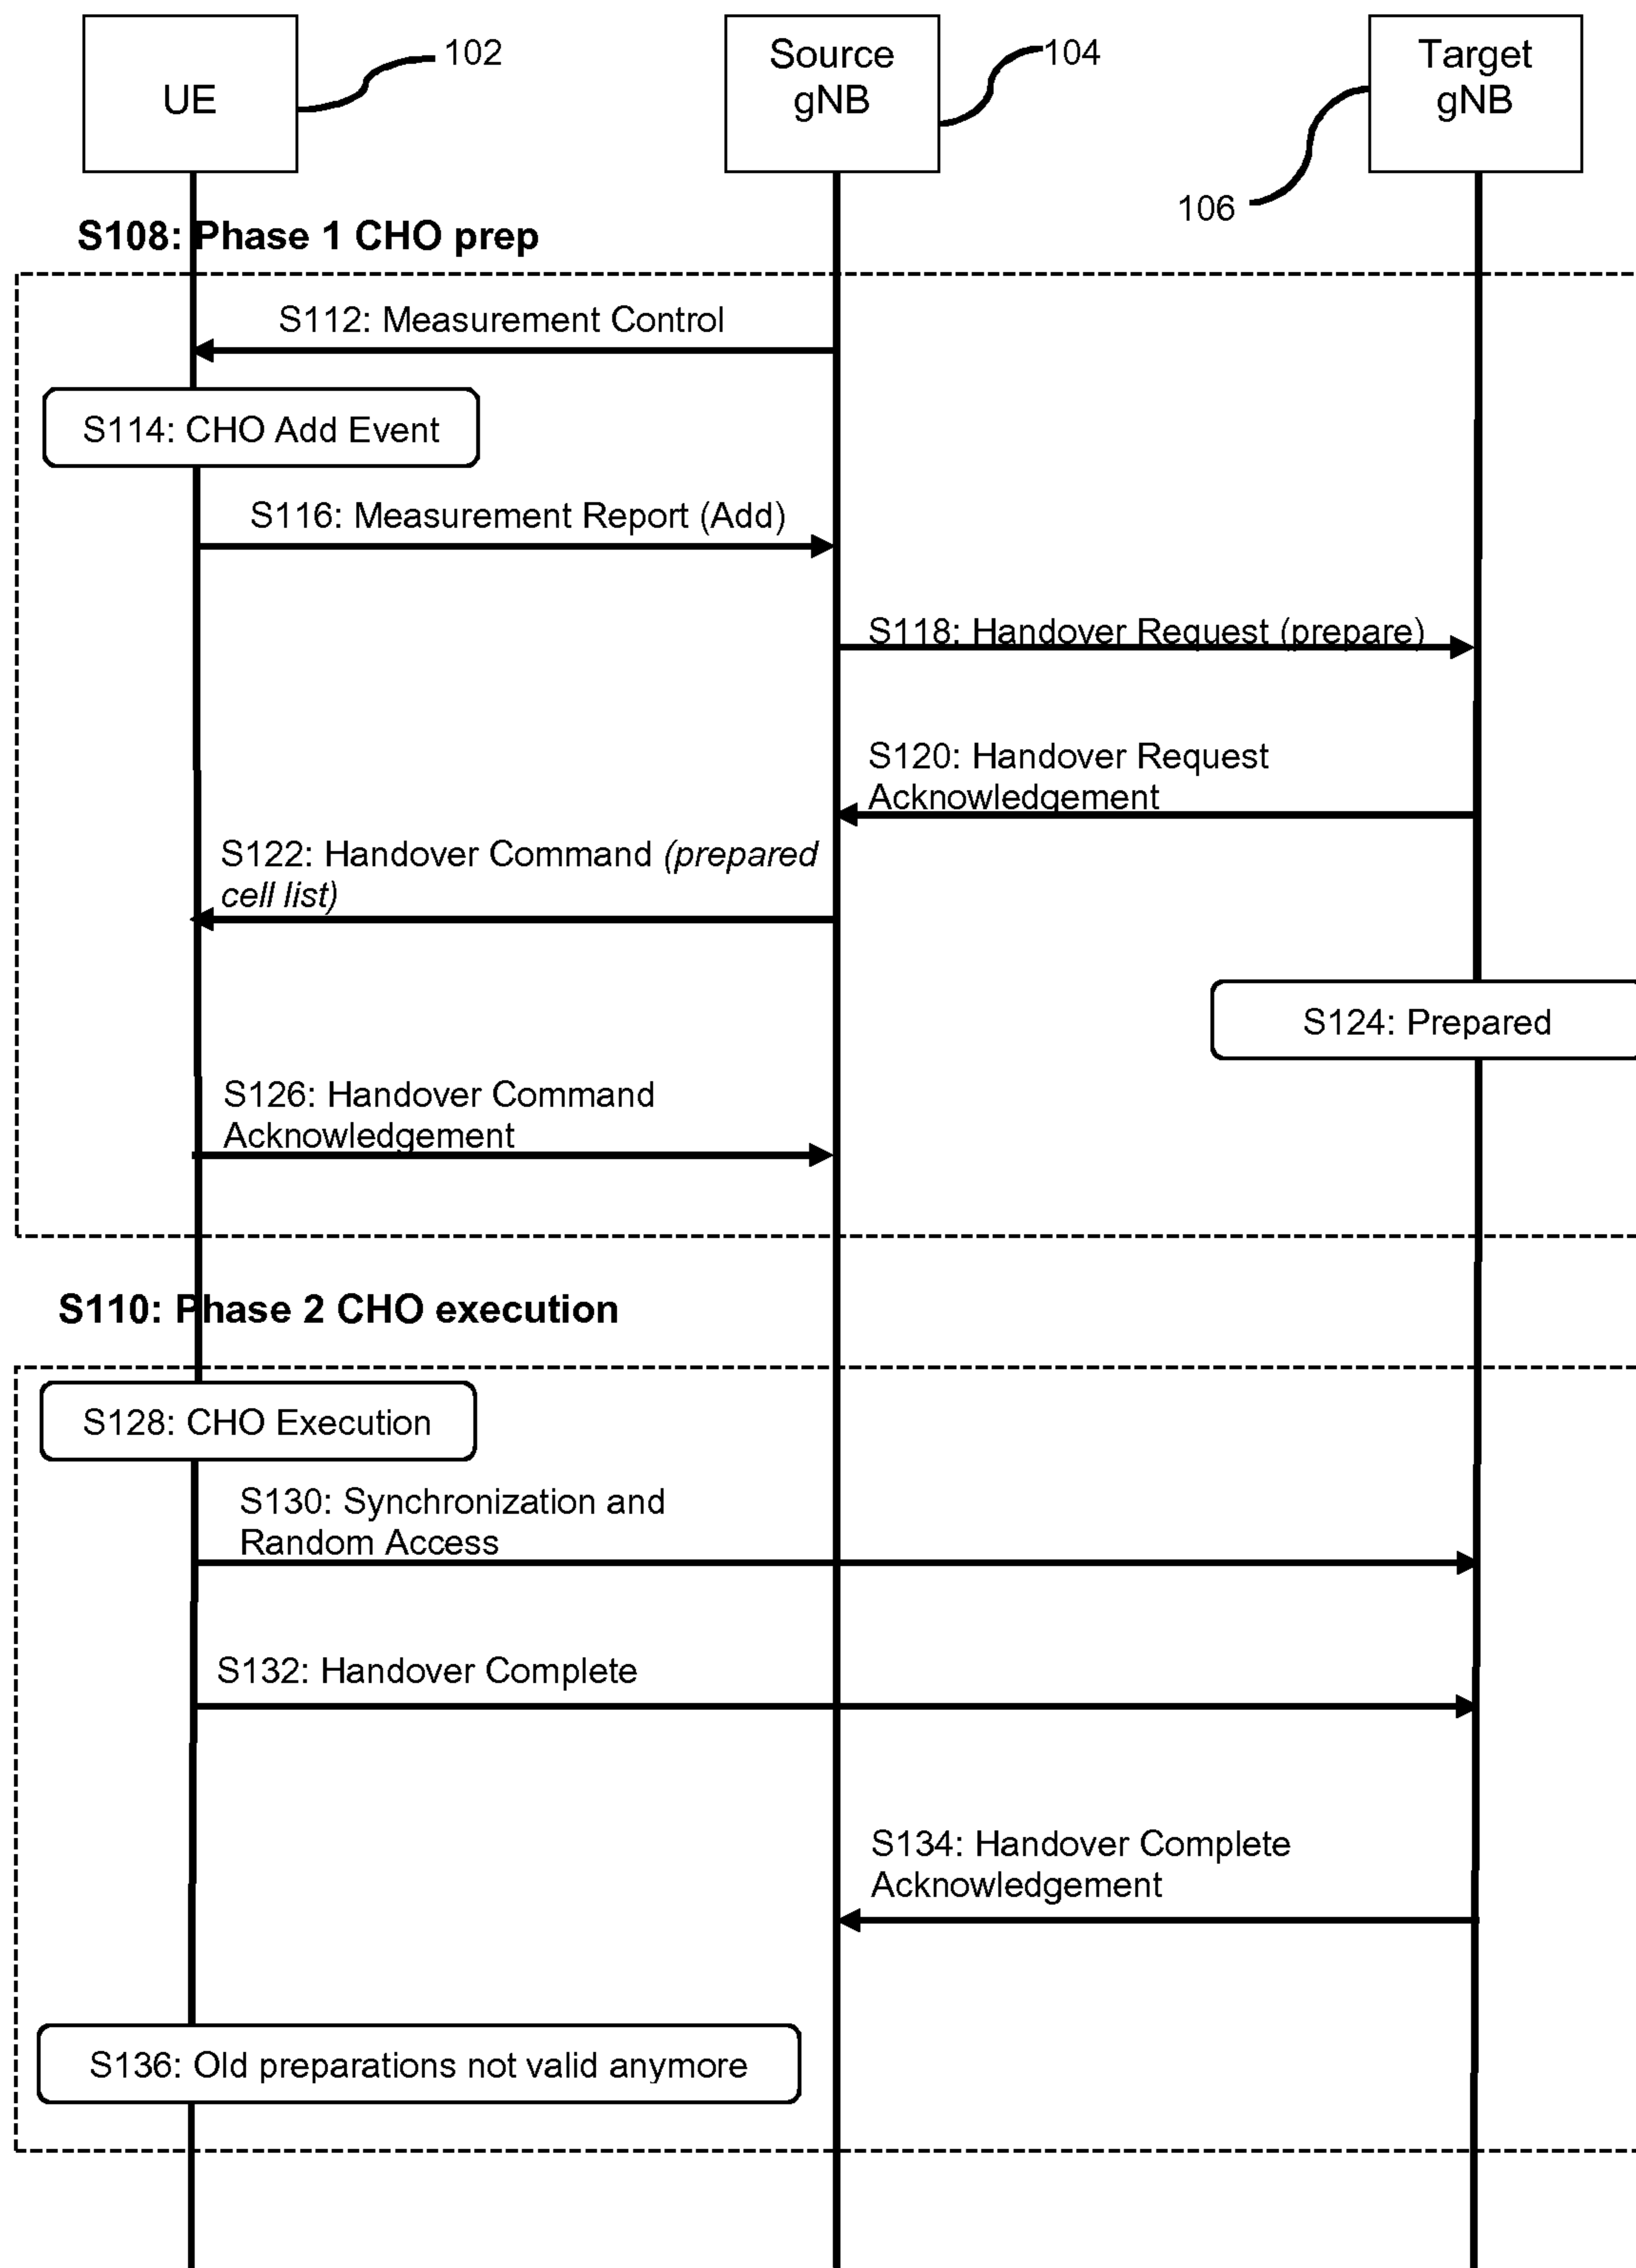 UE
102
Source
gNB
104
Target
gNB
106
S108: Phase 1 CHO prep
S112: Measurement Control
S114: CHO Add Event
S116: Measurement Report (Add)
S118: Handover Request (prepare)
S120: Handover Request
Acknowledgement
S122: Handover Command (prepared
cell list)
S124: Prepared
S126: Handover Command
Acknowledgement
S110: Phase 2 CHO execution
S128: CHO Execution
S130: Synchronization and
Random Access
S132: Handover Complete
S134: Handover Complete
Acknowledgement
S136: Old preparations not valid anymore